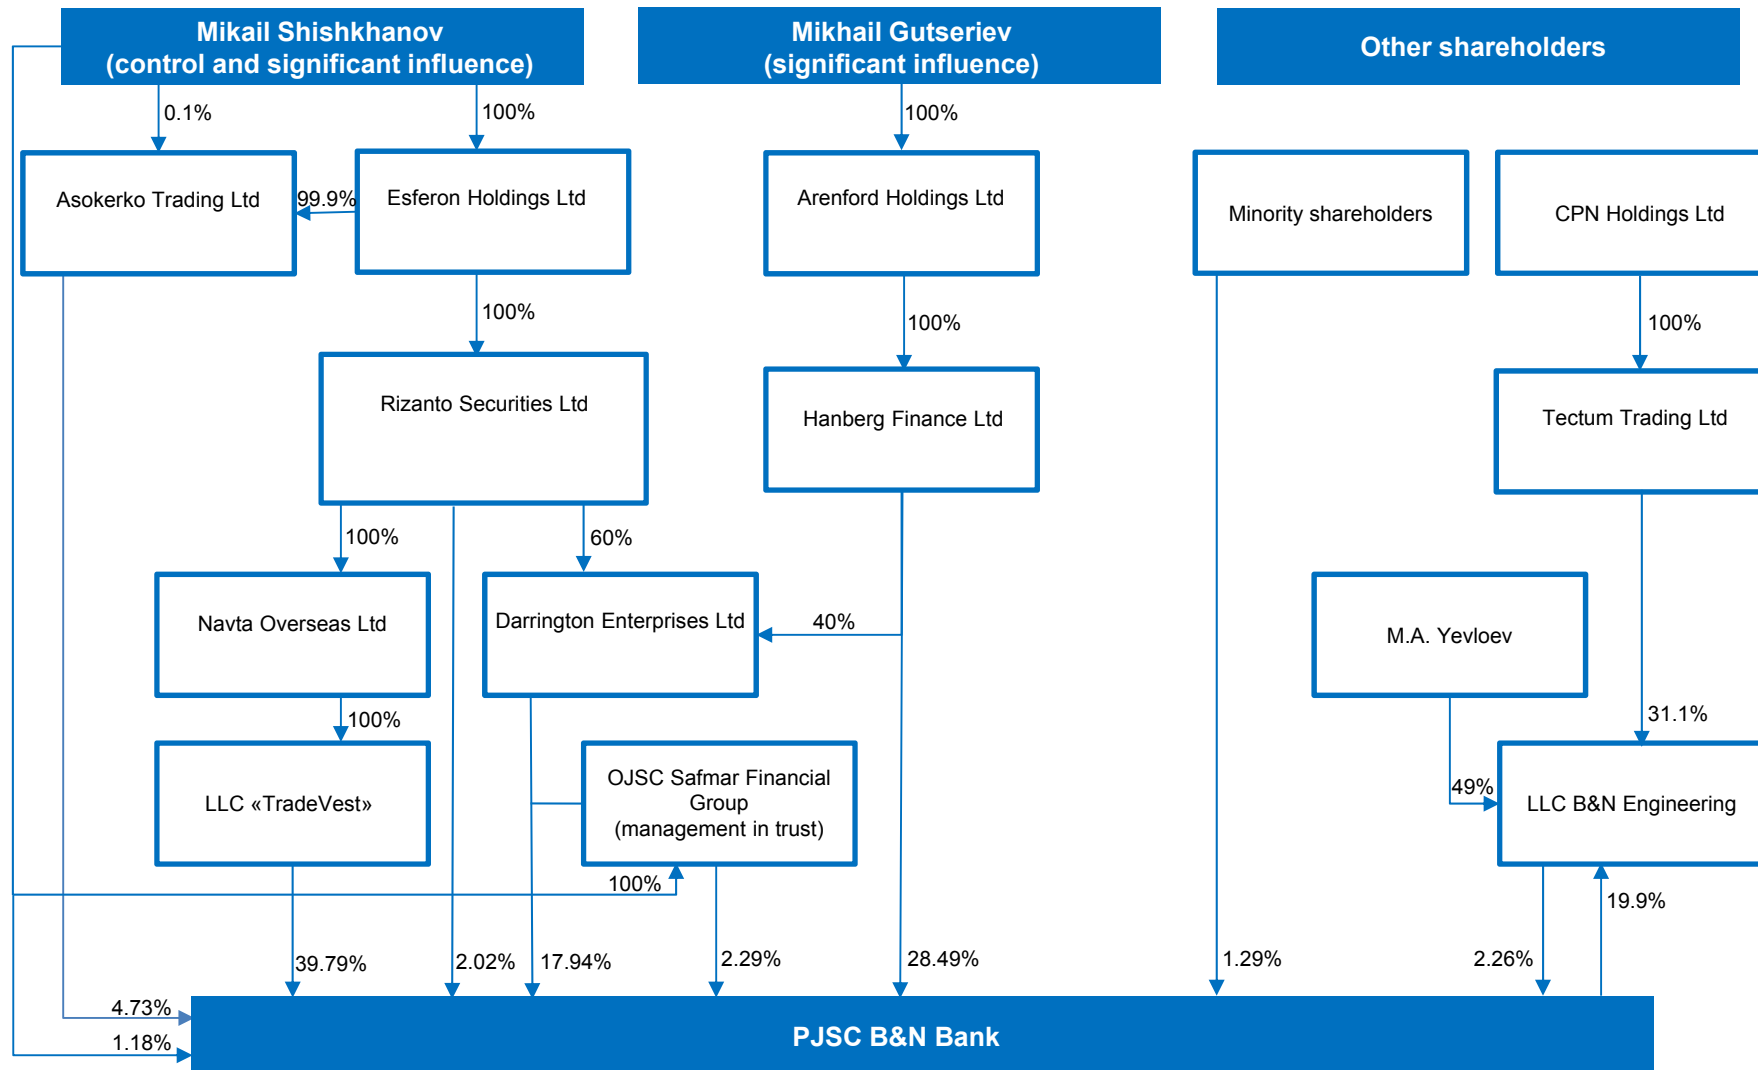 Mikail Shishkhanov
(control and significant influence)
Mikhail Gutseriev
(significant influence)
Other shareholders
0.1%
100%
100%
Asokerko Trading Ltd
99.9%
Esferon Holdings Ltd
Arenford Holdings Ltd
Minority shareholders
CPN Holdings Ltd
100%
100%
100%
Rizanto Securities Ltd
Hanberg Finance Ltd
Tectum Trading Ltd
100%
60%
Navta Overseas Ltd
Darrington Enterprises Ltd
40%
M.A. Yevloev
100%
31.1%
LLC «TradeVest»
OJSC Safmar Financial
Group
(management in trust)
49%
LLC B&N Engineering
100%
19.9%
39.79%
2.02%
17.94%
2.29%
28.49%
1.29%
2.26%
4.73%
1.18%
PJSC B&N Bank